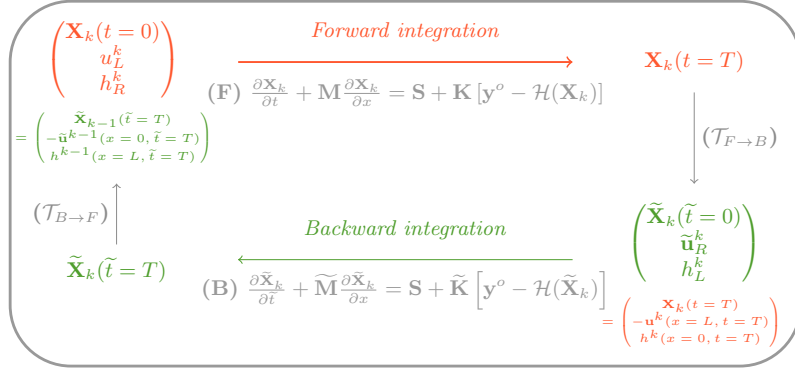 X_k(t = 0)
u_L^k
h_R^k
= X̃_{k−1}(t̃ = T)
−ũ^{k−1}(x = 0, t̃ = T)
h^{k−1}(x = L, t̃ = T)
Forward integration
(F) ∂X_k/∂t + M ∂X_k/∂x = S + K [y^o − ℋ(X_k)]
X_k(t = T)
(𝒯_{F→B})
(𝒯_{B→F})
X̃_k(t̃ = T)
Backward integration
(B) ∂X̃_k/∂t̃ + M̃ ∂X̃_k/∂x = S + K̃ [y^o − ℋ(X̃_k)]
X̃_k(t̃ = 0)
ũ_R^k
h_L^k
= X_k(t = T)
−u^k(x = L, t = T)
h^k(x = 0, t = T)